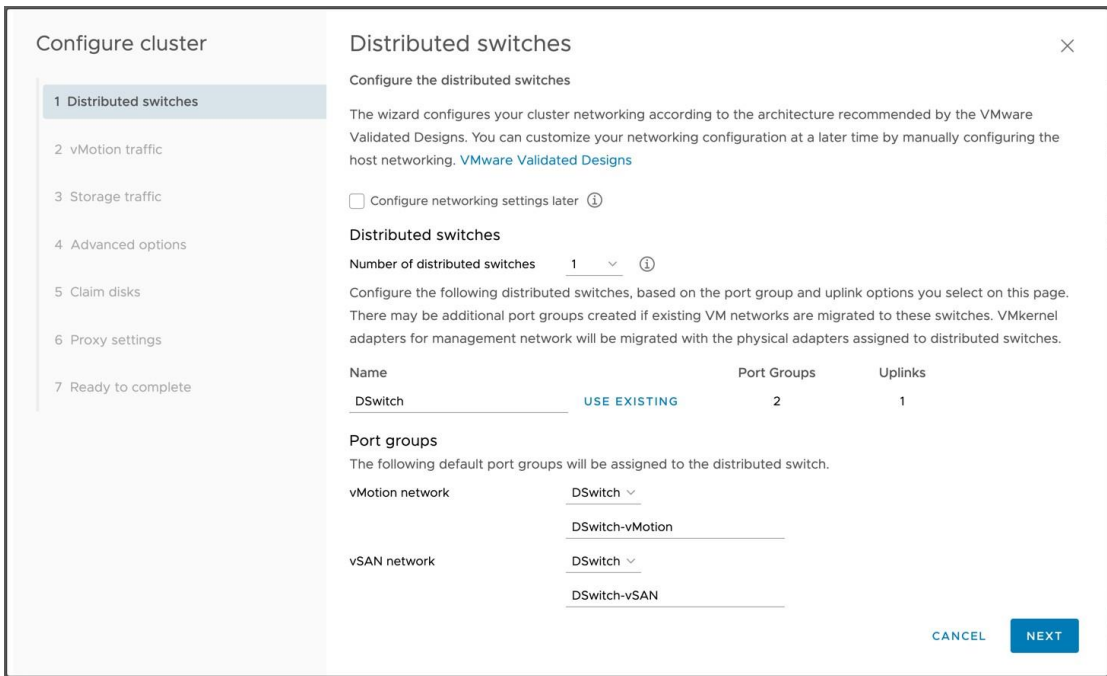 Configure cluster
1 Distributed switches
2 vMotion traffic
3 Storage traffic
4 Advanced options
5 Claim disks
6 Proxy settings
7 Ready to complete
Distributed switches
Configure the distributed switches
The wizard configures your cluster networking according to the architecture recommended by the VMware
Validated Designs. You can customize your networking configuration at a later time by manually configuring the
host networking. VMware Validated Designs
Configure networking settings later
Distributed switches
Number of distributed switches 1
Configure the following distributed switches, based on the port group and uplink options you select on this page.
There may be additional port groups created if existing VM networks are migrated to these switches. VMkernel
adapters for management network will be migrated with the physical adapters assigned to distributed switches.
Name Port Groups Uplinks
DSwitch USE EXISTING 2 1
Port groups
The following default port groups will be assigned to the distributed switch.
vMotion network DSwitch
DSwitch-vMotion
vSAN network DSwitch
DSwitch-vSAN
CANCEL NEXT